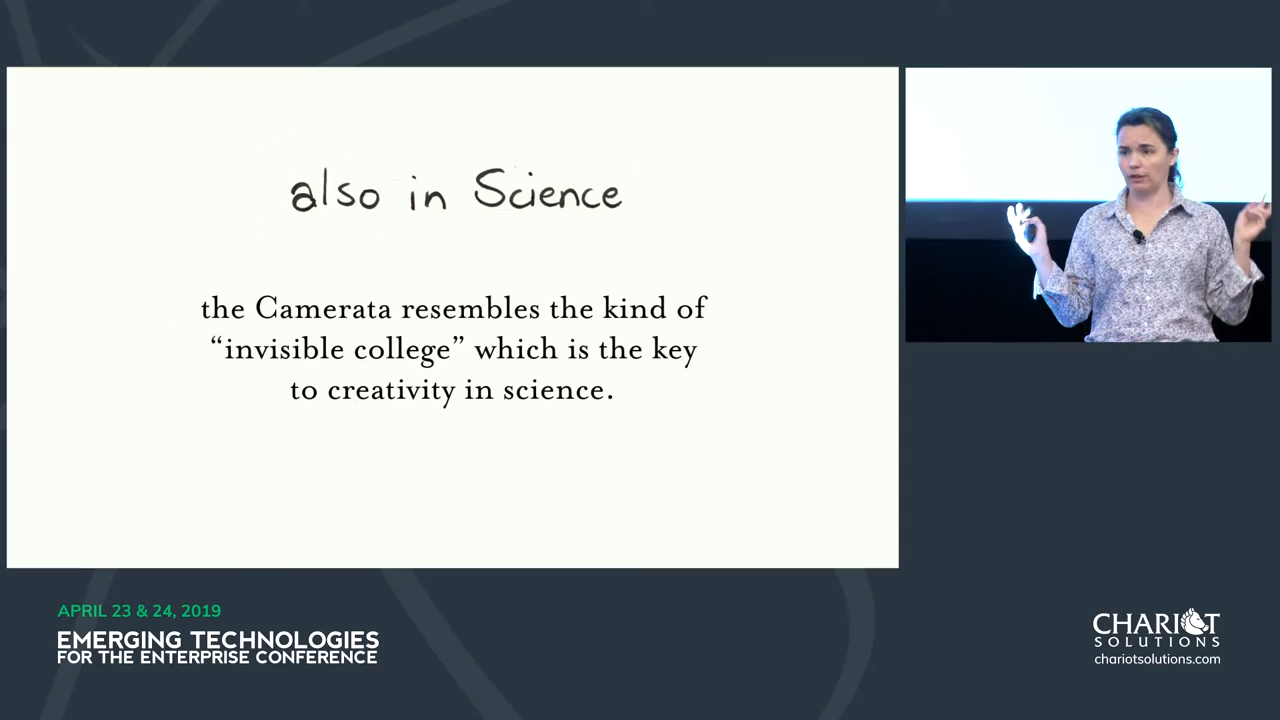 also in Science
the Camerata resembles the kind of
“invisible college” which is the key
to creativity in science.
APRIL 23 & 24, 2019
EMERGING TECHNOLOGIES
FOR THE ENTERPRISE CONFERENCE
CHARIOT
SOLUTIONS
chariotsolutions.com